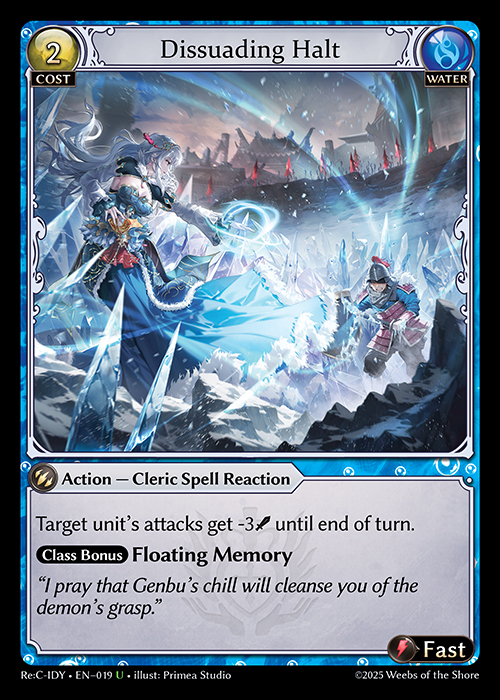 2
Dissuading Halt
COST
WATER
Action — Cleric Spell Reaction
Target unit's attacks get -3 until end of turn.
Class Bonus Floating Memory
“I pray that Genbu's chill will cleanse you of the
demon's grasp.”
Fast
Re:C-IDY • EN-019 U • illust: Primea Studio
©2025 Weebs of the Shore